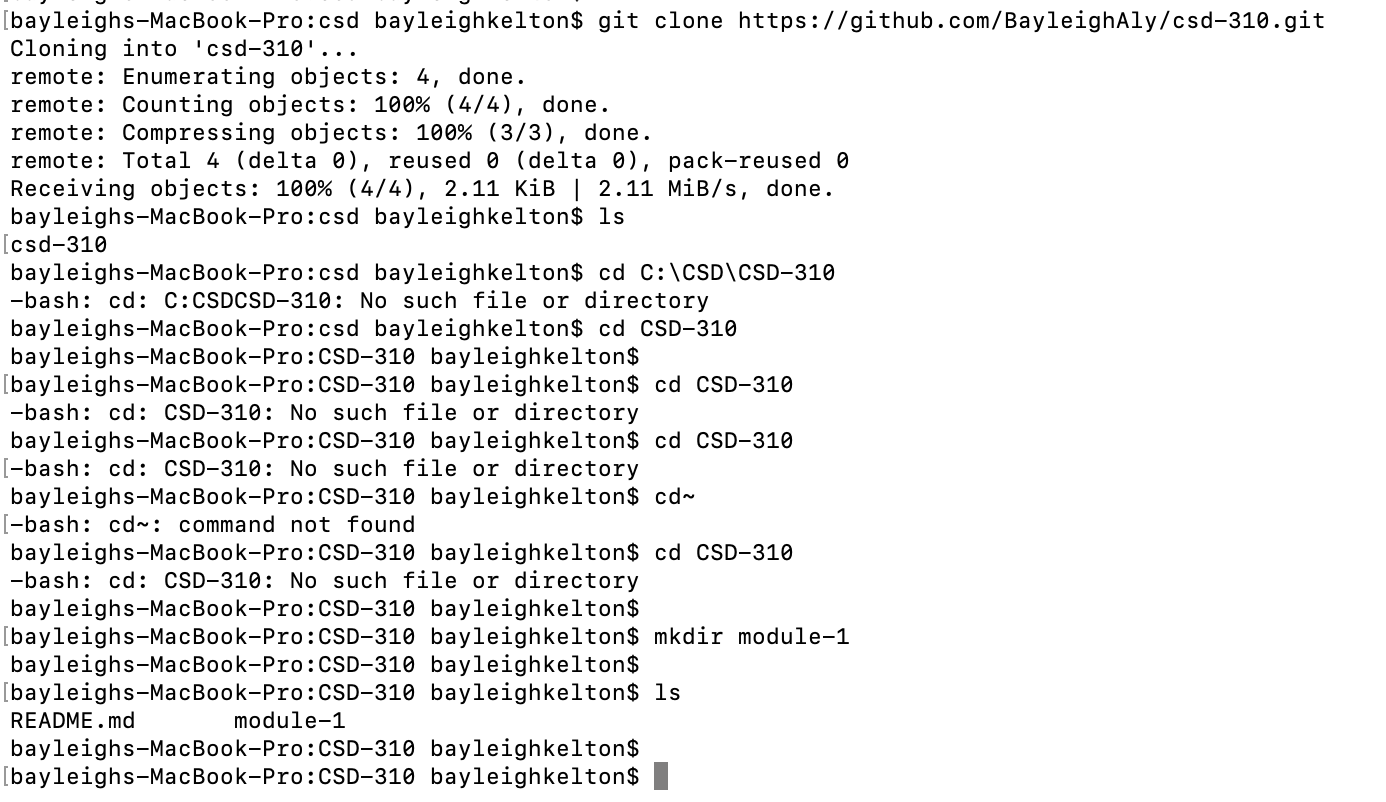 [bayleighs-MacBook-Pro:csd bayleighkelton$ git clone https://github.com/BayleighAly/csd-310.git
Cloning into 'csd-310'...
remote: Enumerating objects: 4, done.
remote: Counting objects: 100% (4/4), done.
remote: Compressing objects: 100% (3/3), done.
remote: Total 4 (delta 0), reused 0 (delta 0), pack-reused 0
Receiving objects: 100% (4/4), 2.11 KiB | 2.11 MiB/s, done.
bayleighs-MacBook-Pro:csd bayleighkelton$ ls
[csd-310
bayleighs-MacBook-Pro:csd bayleighkelton$ cd C:\CSD\CSD-310
-bash: cd: C:CSDCSD-310: No such file or directory
bayleighs-MacBook-Pro:csd bayleighkelton$ cd CSD-310
bayleighs-MacBook-Pro:CSD-310 bayleighkelton$
[bayleighs-MacBook-Pro:CSD-310 bayleighkelton$ cd CSD-310
-bash: cd: CSD-310: No such file or directory
bayleighs-MacBook-Pro:CSD-310 bayleighkelton$ cd CSD-310
[-bash: cd: CSD-310: No such file or directory
bayleighs-MacBook-Pro:CSD-310 bayleighkelton$ cd~
[-bash: cd~: command not found
bayleighs-MacBook-Pro:CSD-310 bayleighkelton$ cd CSD-310
-bash: cd: CSD-310: No such file or directory
bayleighs-MacBook-Pro:CSD-310 bayleighkelton$
[bayleighs-MacBook-Pro:CSD-310 bayleighkelton$ mkdir module-1
bayleighs-MacBook-Pro:CSD-310 bayleighkelton$
[bayleighs-MacBook-Pro:CSD-310 bayleighkelton$ ls
README.md module-1
bayleighs-MacBook-Pro:CSD-310 bayleighkelton$
[bayleighs-MacBook-Pro:CSD-310 bayleighkelton$